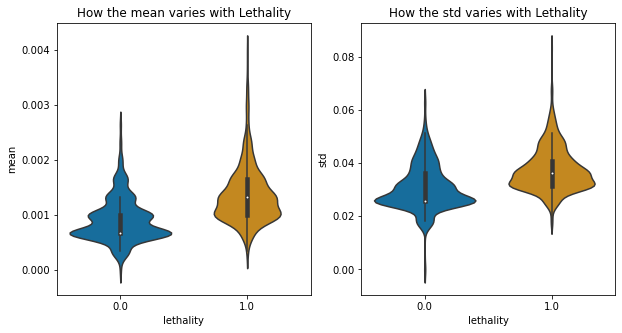 How the mean varies with Lethality
0.004
0.003
0.002
0.001
0.000
mean
0.0
1.0
lethality
How the std varies with Lethality
0.08
0.06
0.04
0.02
0.00
std
0.0
1.0
lethality